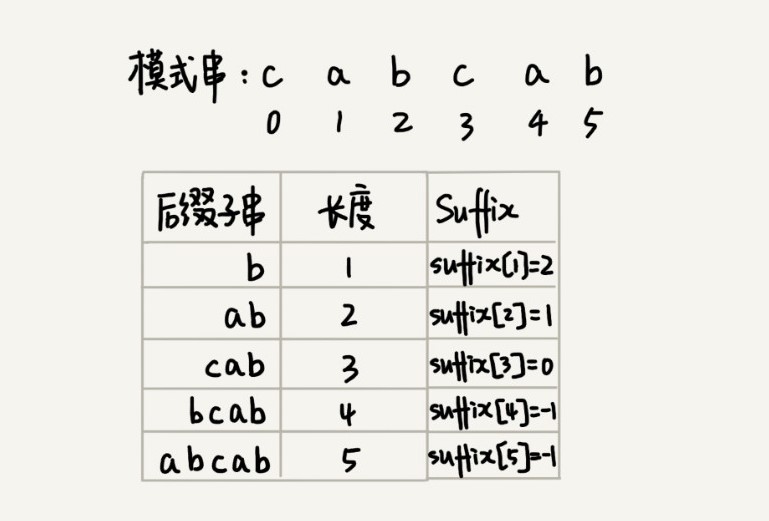 模式串: c a b c a b
0 1 2 3 4 5
后缀子串 长度 Suffix
b 1 suffix[1]=2
ab 2 suffix[2]=1
cab 3 suffix[3]=0
bcab 4 suffix[4]=-1
abcab 5 suffix[5]=-1